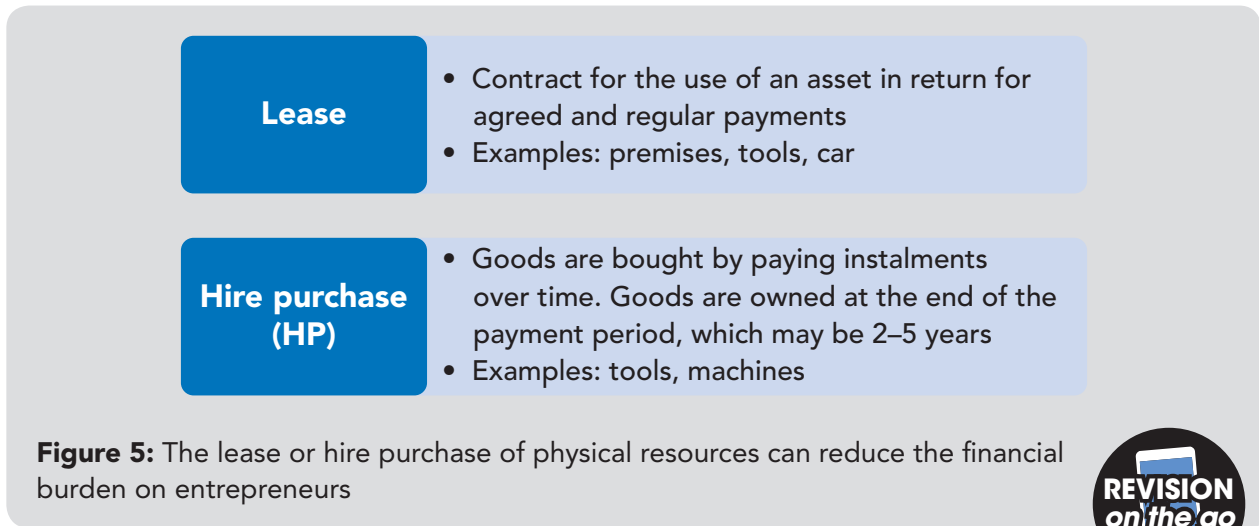 Lease
• Contract for the use of an asset in return for
agreed and regular payments
• Examples: premises, tools, car
Hire purchase
(HP)
• Goods are bought by paying instalments
over time. Goods are owned at the end of the
payment period, which may be 2–5 years
• Examples: tools, machines
Figure 5: The lease or hire purchase of physical resources can reduce the financial
burden on entrepreneurs
REVISION
on the go